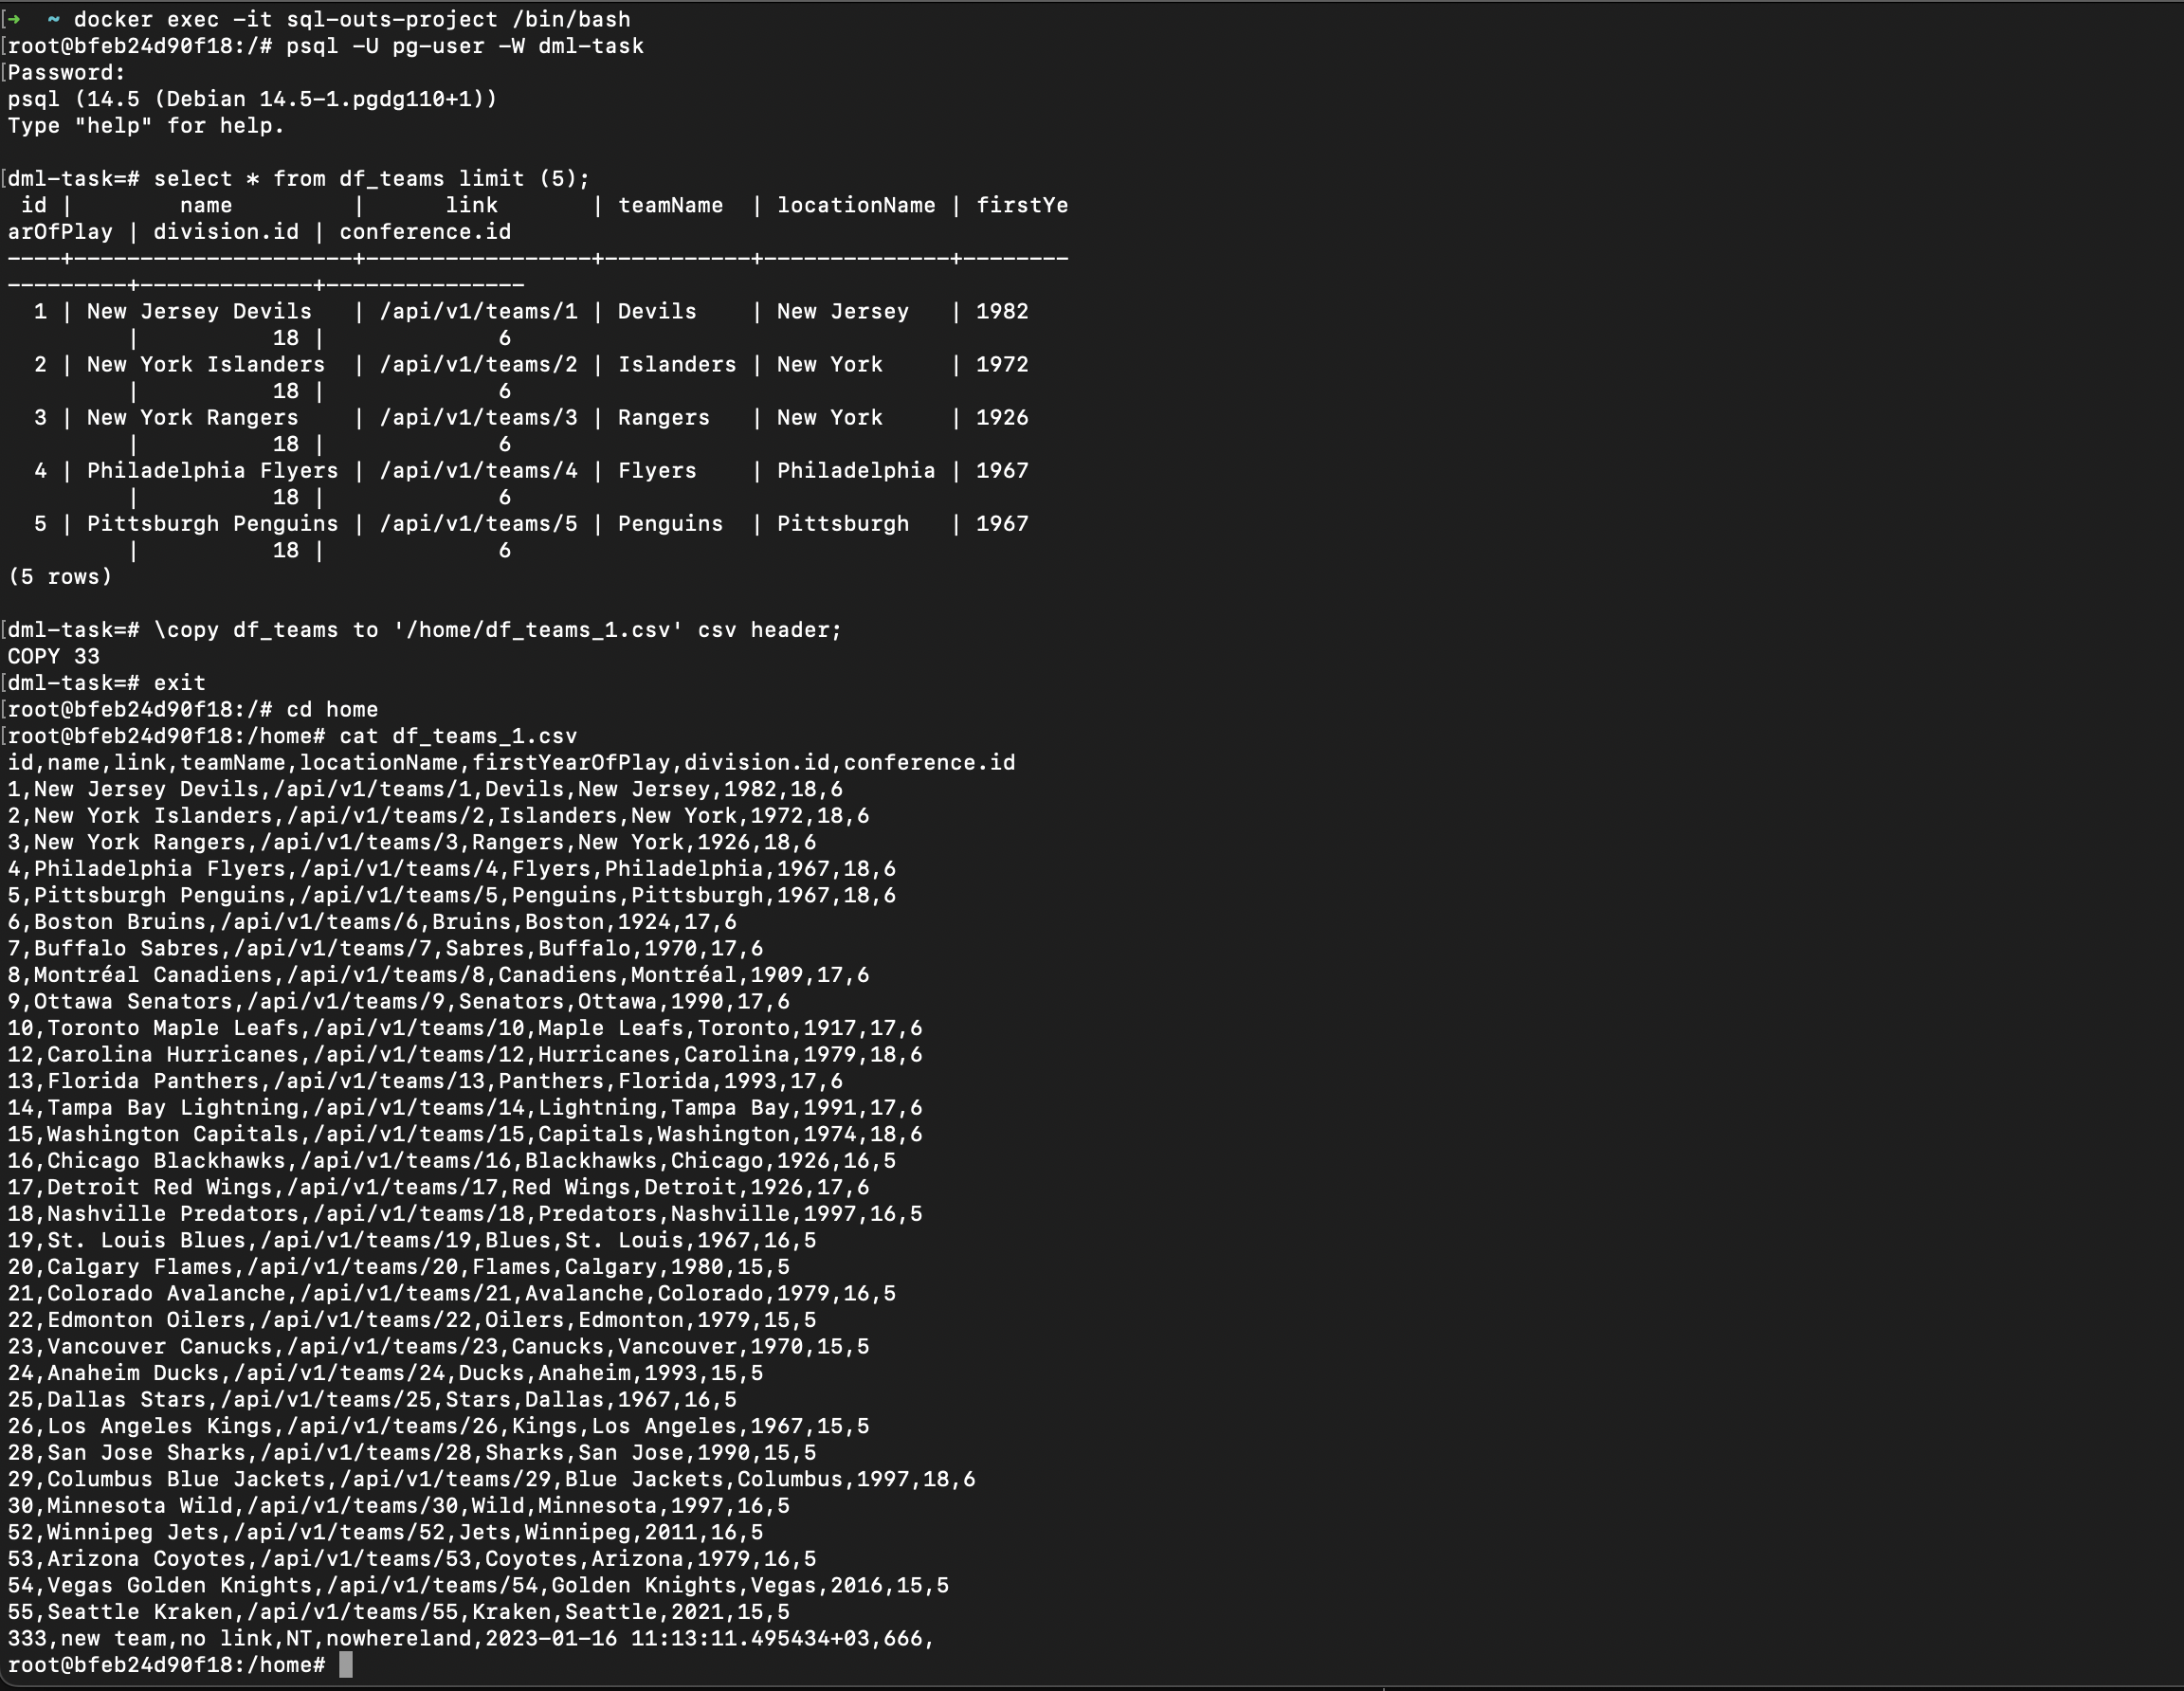 [→  ~ docker exec -it sql-outs-project /bin/bash
[root@bfeb24d90f18:/# psql -U pg-user -W dml-task
[Password:
psql (14.5 (Debian 14.5-1.pgdg110+1))
Type "help" for help.

[dml-task=# select * from df_teams limit (5);
 id |        name         |      link       | teamName  | locationName | firstYe
arOfPlay | division.id | conference.id
----+---------------------+-----------------+-----------+--------------+--------
---------+-------------+---------------
  1 | New Jersey Devils   | /api/v1/teams/1 | Devils    | New Jersey   | 1982
         |          18 |             6
  2 | New York Islanders  | /api/v1/teams/2 | Islanders | New York     | 1972
         |          18 |             6
  3 | New York Rangers    | /api/v1/teams/3 | Rangers   | New York     | 1926
         |          18 |             6
  4 | Philadelphia Flyers | /api/v1/teams/4 | Flyers    | Philadelphia | 1967
         |          18 |             6
  5 | Pittsburgh Penguins | /api/v1/teams/5 | Penguins  | Pittsburgh   | 1967
         |          18 |             6
(5 rows)

[dml-task=# \copy df_teams to '/home/df_teams_1.csv' csv header;
COPY 33
[dml-task=# exit
[root@bfeb24d90f18:/# cd home
[root@bfeb24d90f18:/home# cat df_teams_1.csv
id,name,link,teamName,locationName,firstYearOfPlay,division.id,conference.id
1,New Jersey Devils,/api/v1/teams/1,Devils,New Jersey,1982,18,6
2,New York Islanders,/api/v1/teams/2,Islanders,New York,1972,18,6
3,New York Rangers,/api/v1/teams/3,Rangers,New York,1926,18,6
4,Philadelphia Flyers,/api/v1/teams/4,Flyers,Philadelphia,1967,18,6
5,Pittsburgh Penguins,/api/v1/teams/5,Penguins,Pittsburgh,1967,18,6
6,Boston Bruins,/api/v1/teams/6,Bruins,Boston,1924,17,6
7,Buffalo Sabres,/api/v1/teams/7,Sabres,Buffalo,1970,17,6
8,Montréal Canadiens,/api/v1/teams/8,Canadiens,Montréal,1909,17,6
9,Ottawa Senators,/api/v1/teams/9,Senators,Ottawa,1990,17,6
10,Toronto Maple Leafs,/api/v1/teams/10,Maple Leafs,Toronto,1917,17,6
12,Carolina Hurricanes,/api/v1/teams/12,Hurricanes,Carolina,1979,18,6
13,Florida Panthers,/api/v1/teams/13,Panthers,Florida,1993,17,6
14,Tampa Bay Lightning,/api/v1/teams/14,Lightning,Tampa Bay,1991,17,6
15,Washington Capitals,/api/v1/teams/15,Capitals,Washington,1974,18,6
16,Chicago Blackhawks,/api/v1/teams/16,Blackhawks,Chicago,1926,16,5
17,Detroit Red Wings,/api/v1/teams/17,Red Wings,Detroit,1926,17,6
18,Nashville Predators,/api/v1/teams/18,Predators,Nashville,1997,16,5
19,St. Louis Blues,/api/v1/teams/19,Blues,St. Louis,1967,16,5
20,Calgary Flames,/api/v1/teams/20,Flames,Calgary,1980,15,5
21,Colorado Avalanche,/api/v1/teams/21,Avalanche,Colorado,1979,16,5
22,Edmonton Oilers,/api/v1/teams/22,Oilers,Edmonton,1979,15,5
23,Vancouver Canucks,/api/v1/teams/23,Canucks,Vancouver,1970,15,5
24,Anaheim Ducks,/api/v1/teams/24,Ducks,Anaheim,1993,15,5
25,Dallas Stars,/api/v1/teams/25,Stars,Dallas,1967,16,5
26,Los Angeles Kings,/api/v1/teams/26,Kings,Los Angeles,1967,15,5
28,San Jose Sharks,/api/v1/teams/28,Sharks,San Jose,1990,15,5
29,Columbus Blue Jackets,/api/v1/teams/29,Blue Jackets,Columbus,1997,18,6
30,Minnesota Wild,/api/v1/teams/30,Wild,Minnesota,1997,16,5
52,Winnipeg Jets,/api/v1/teams/52,Jets,Winnipeg,2011,16,5
53,Arizona Coyotes,/api/v1/teams/53,Coyotes,Arizona,1979,16,5
54,Vegas Golden Knights,/api/v1/teams/54,Golden Knights,Vegas,2016,15,5
55,Seattle Kraken,/api/v1/teams/55,Kraken,Seattle,2021,15,5
333,new team,no link,NT,nowhereland,2023-01-16 11:13:11.495434+03,666,
root@bfeb24d90f18:/home#